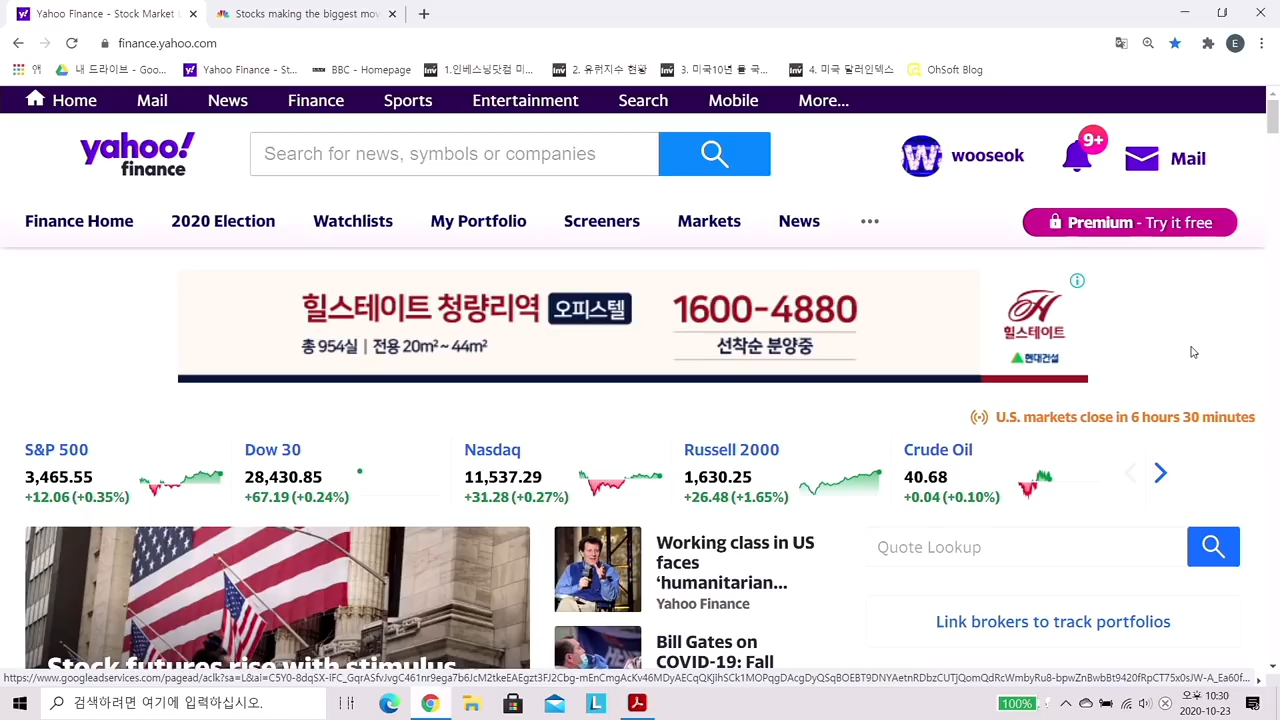 Yahoo Finance - Stock Market L
Stocks making the biggest mov
finance.yahoo.com
E
앱
내 드라이브 - Goo...
Yahoo Finance - St...
BBC - Homepage
1.인베스팅닷컴 미...
2. 유럽지수 현황
3. 미국10년 물 국...
4. 미국 달러인덱스
OhSoft Blog
Home
Mail
News
Finance
Sports
Entertainment
Search
Mobile
More...
yahoo!
finance
Search for news, symbols or companies
W
wooseok
9+
Mail
Finance Home
2020 Election
Watchlists
My Portfolio
Screeners
Markets
News
Premium - Try it free
힐스테이트 청량리역 오피스텔
총 954실 | 전용 20m²~ 44m²
1600-4880
선착순 분양중
H
힐스테이트
현대건설
U.S. markets close in 6 hours 30 minutes
S&P 500
3,465.55
+12.06 (+0.35%)
Dow 30
28,430.85
+67.19 (+0.24%)
Nasdaq
11,537.29
+31.28 (+0.27%)
Russell 2000
1,630.25
+26.48 (+1.65%)
Crude Oil
40.68
+0.04 (+0.10%)
Stock futures rise with stimulus
Working class in US
faces
‘humanitarian...
Yahoo Finance
Bill Gates on
COVID-19: Fall
Quote Lookup
Link brokers to track portfolios
검색하려면 여기에 입력하십시오.
100%
오후 10:30
2020-10-23